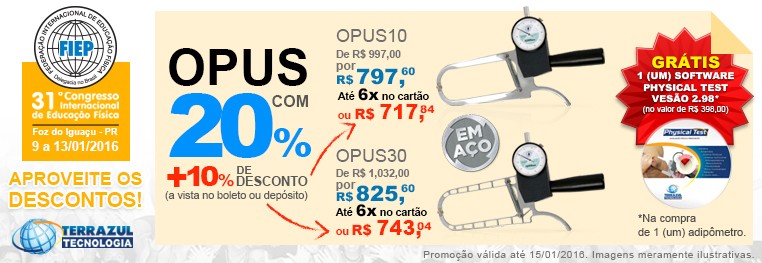 FEDERAÇÃO INTERNACIONAL DE EDUCAÇÃO FÍSICA
FIEP
Delegacia no Brasil
31º Congresso
Internacional
de Educação Física
Foz do Iguaçu - PR
9 a 13/01/2016
APROVEITE OS
DESCONTOS!
TERRAZUL
TECNOLOGIA
OPUS
COM
20%
+10% DE
DESCONTO
(a vista no boleto ou depósito)
OPUS10
De R$ 997,00
por
R$ 797,60
Até 6x no cartão
ou R$ 717,84
EM
AÇO
OPUS30
De R$ 1,032,00
por
R$ 825,60
Até 6x no cartão
ou R$ 743,04
GRÁTIS
1 (UM) SOFTWARE
PHYSICAL TEST
VESÃO 2.98*
(no valor de R$ 398,00)
Physical Test
TERRAZUL
*Na compra
de 1 (um) adipômetro.
Promoção válida até 15/01/2016. Imagens meramente ilustrativas.